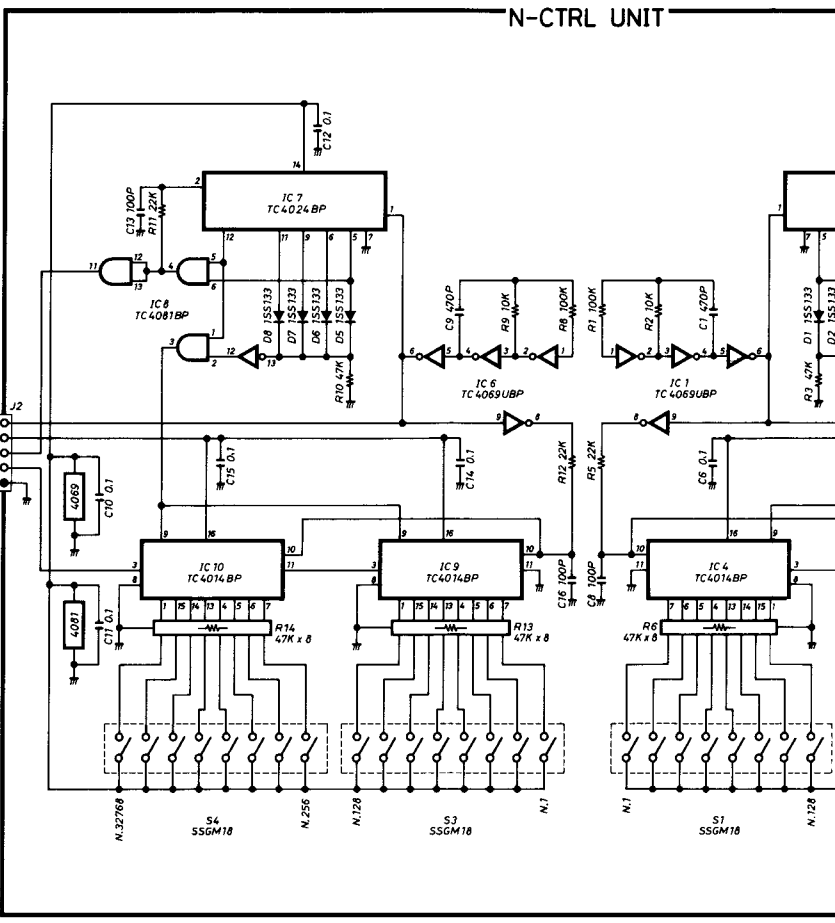 N-CTRL UNIT
C12 0.1
14
2
IC 7
TC4024BP
1
12
11
9
6
5
7
C13 100P
R11 22K
11
12
13
4
5
6
IC 8
TC4081BP
D8 1SS133
D7 1SS133
D6 1SS133
D5 1SS133
3
1
2
12
13
R10 47K
C9 470P
R9 10K
R8 100K
6
5
4
3
2
1
IC 6
TC4069UBP
9
8
R1 100K
R2 10K
C1 470P
1
2
3
4
5
6
IC 1
TC4069UBP
8
9
1
7
5
D1 1SS133
D2 1SS133
R3 47K
J2
4069
C10 0.1
C15 0.1
C14 0.1
R12 22K
R5 22K
C6 0.1
9
16
3
8
IC 10
TC4014BP
10
11
1 15 14 13 4 5 6 7
9
16
3
8
IC 9
TC4014BP
10
11
1 15 14 13 4 5 6 7
C16 100P
C8 100P
16
9
10
11
IC 4
TC4014BP
3
8
7 6 5 4 13 14 15 1
4081
C11 0.1
R14
47K x 8
R13
47K x 8
R6
47K x 8
N.32768
N.256
S4
SSGM18
N.128
N.1
S3
SSGM18
N.1
N.128
S1
SSGM18